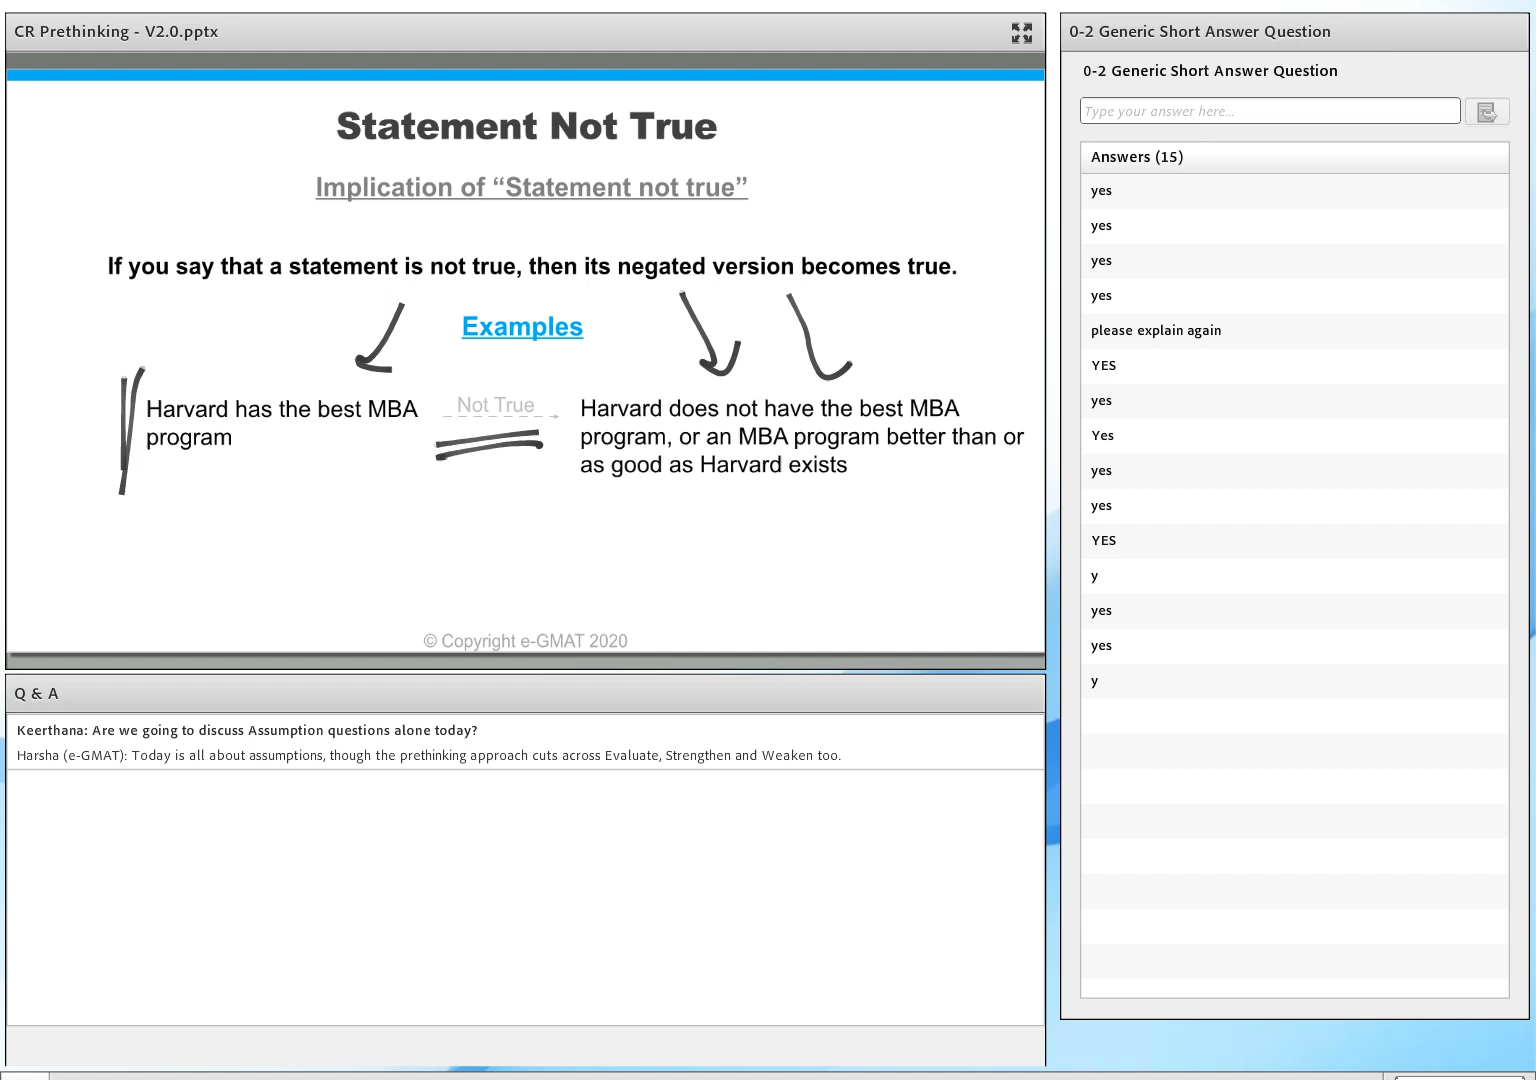 CR Prethinking - V2.0.pptx
Statement Not True
Implication of “Statement not true”
If you say that a statement is not true, then its negated version becomes true.
Examples
Harvard has the best MBA
program
Not True
Harvard does not have the best MBA
program, or an MBA program better than or
as good as Harvard exists
© Copyright e-GMAT 2020
Q & A
Keerthana: Are we going to discuss Assumption questions alone today?
Harsha (e-GMAT): Today is all about assumptions, though the prethinking approach cuts across Evaluate, Strengthen and Weaken too.
0-2 Generic Short Answer Question
0-2 Generic Short Answer Question
Type your answer here...
Answers (15)
yes
yes
yes
yes
please explain again
YES
yes
Yes
yes
yes
YES
y
yes
yes
y